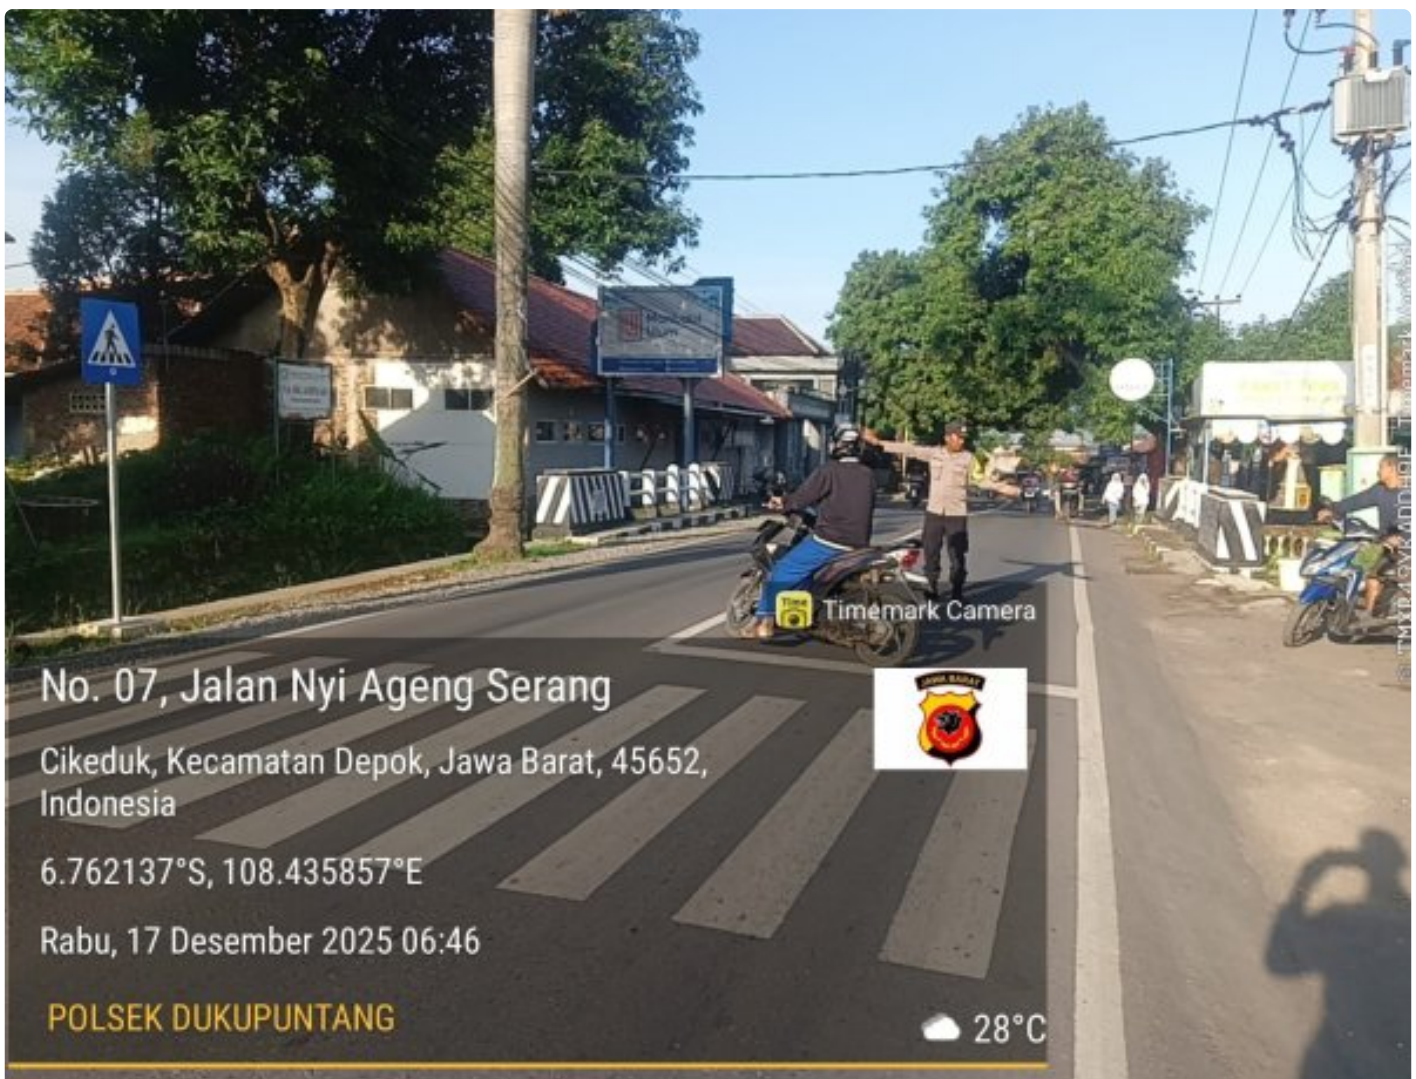 Time
Timemark Camera
No. 07, Jalan Nyi Ageng Serang
JAWA BARAT
Cikeduk, Kecamatan Depok, Jawa Barat, 45652,
Indonesia
6.762137°S, 108.435857°E
Rabu, 17 Desember 2025 06:46
POLSEK DUKUPUNTANG
28°C